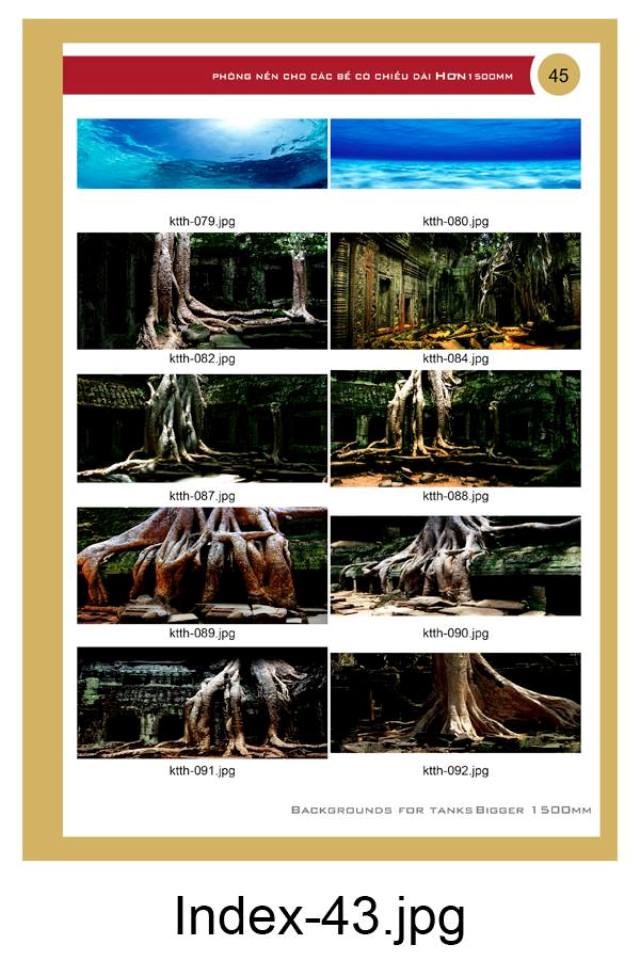 PHÔNG NỀN CHO CÁC BỂ CÓ CHIỀU DÀI HƠN 1500MM
45
ktth-079.jpg ktth-080.jpg
ktth-082.jpg ktth-084.jpg
ktth-087.jpg ktth-088.jpg
ktth-089.jpg ktth-090.jpg
ktth-091.jpg ktth-092.jpg
BACKGROUNDS FOR TANKS BIGGER 1500MM
Index-43.jpg